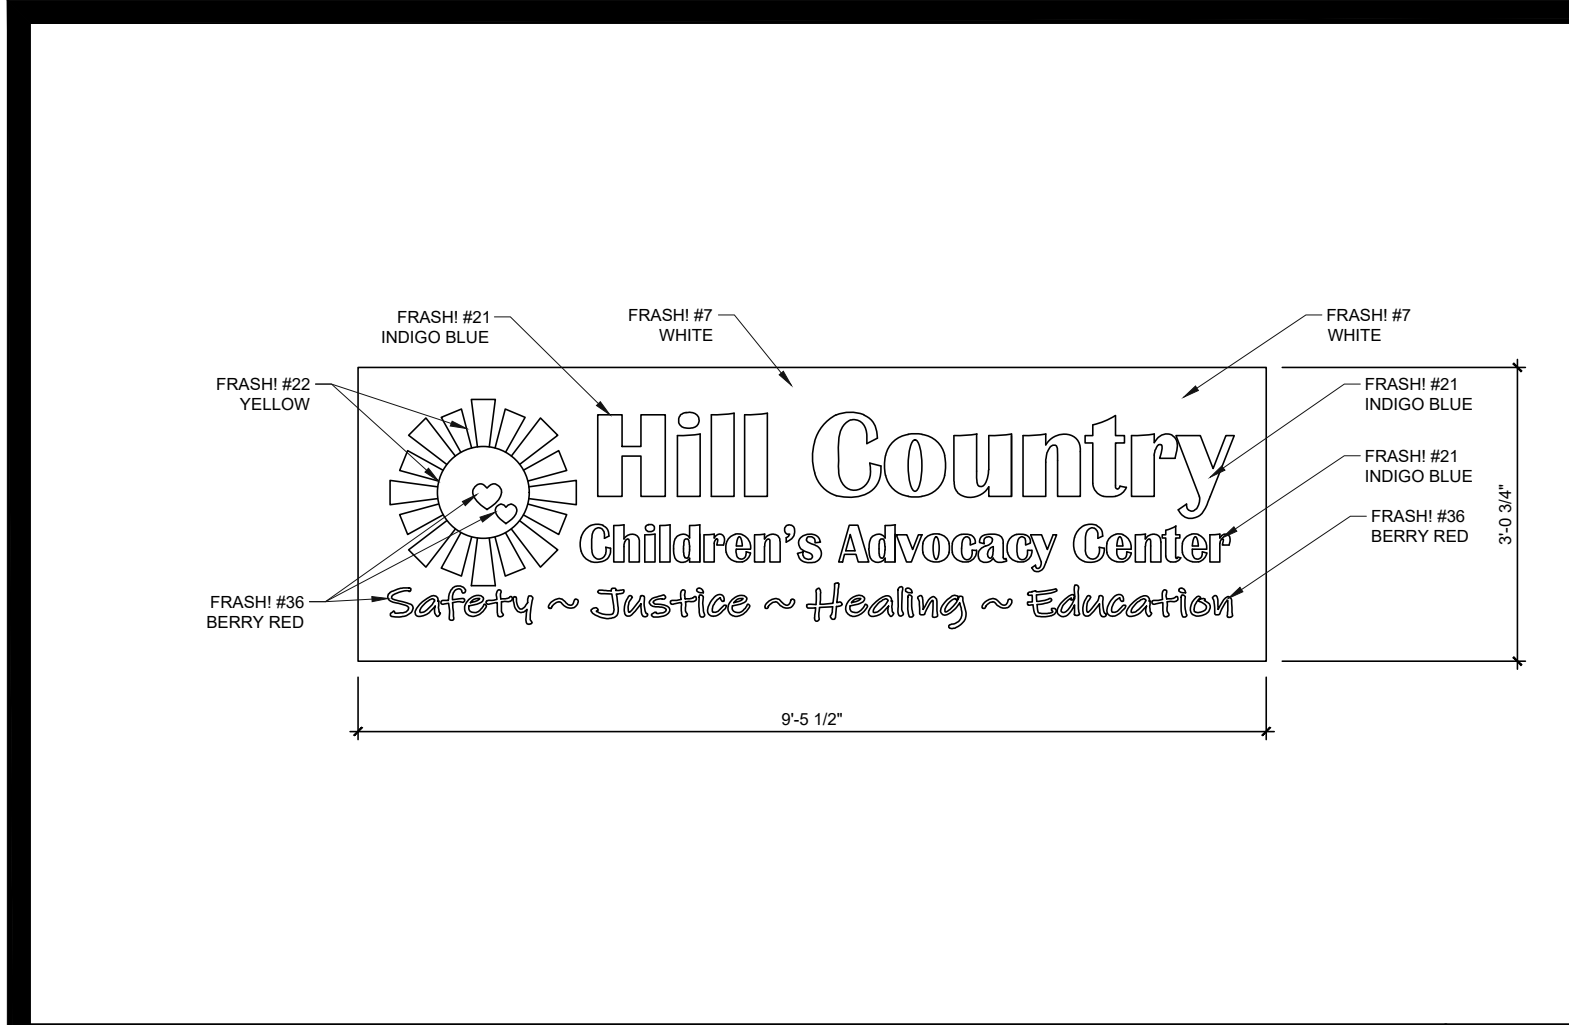 FRASH! #21
INDIGO BLUE
FRASH! #7
WHITE
FRASH! #7
WHITE
FRASH! #22
YELLOW
FRASH! #21
INDIGO BLUE
Hill Country
FRASH! #21
INDIGO BLUE
3'-0 3/4"
FRASH! #36
BERRY RED
Children's Advocacy Center
FRASH! #36
BERRY RED
Safety ~ Justice ~ Healing ~ Education
9'-5 1/2"